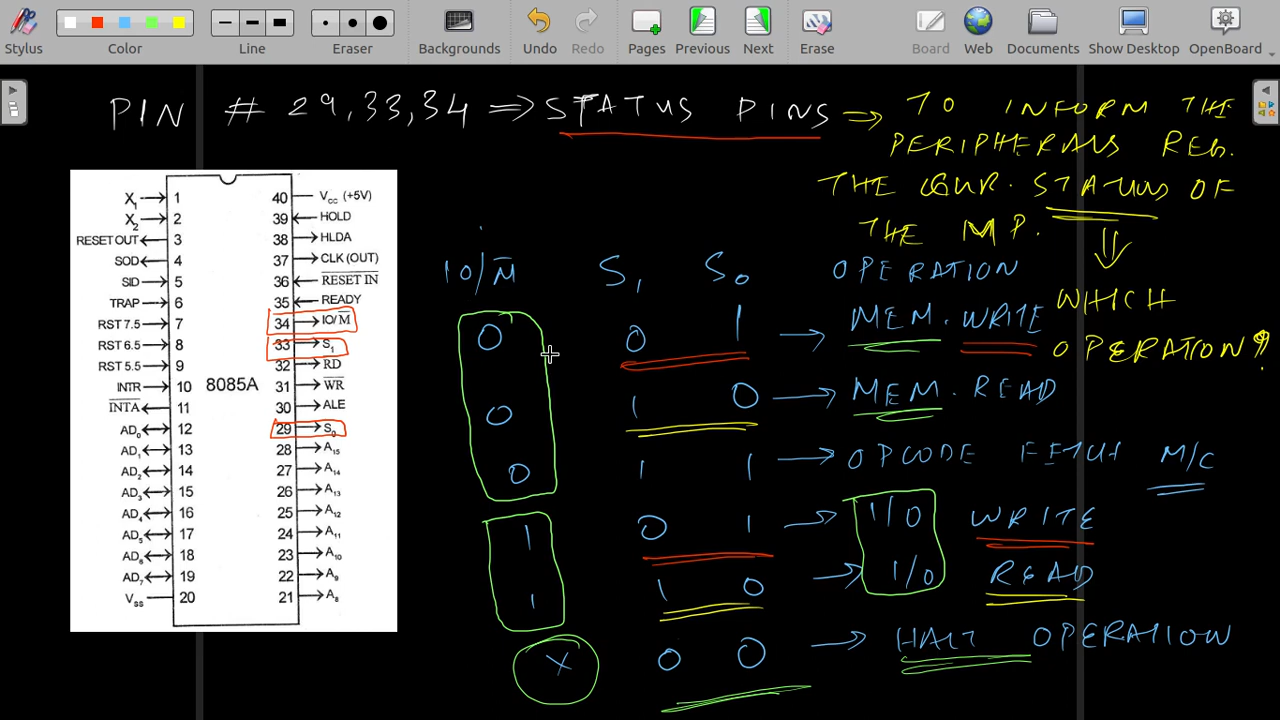 Stylus Color Line Eraser Backgrounds Undo Redo Pages Previous Next Erase Board Web Documents Show Desktop OpenBoard
PIN # 29,33,34 ⇒ STATUS PINS → TO INFORM THE
PERIPHERALS REG.
THE CURR. STATUS OF
THE MP.
WHICH
OPERATION?
IO/M̅ S₁ S₀ OPERATION
0 0 1 → MEM. WRITE
0 1 0 → MEM. READ
0 1 1 → OPCODE FETCH M/C
1 0 1 → I/O WRITE
1 1 0 → I/O READ
X 0 0 → HALT OPERATION
X₁ 1 40 VCC (+5V)
X₂ 2 39 HOLD
RESET OUT 3 38 HLDA
SOD 4 37 CLK (OUT)
SID 5 36 R̅E̅S̅E̅T̅ I̅N̅
TRAP 6 35 READY
RST 7.5 7 34 IO/M̅
RST 6.5 8 33 S₁
RST 5.5 9 32 R̅D̅
INTR 10 8085A 31 W̅R̅
I̅N̅T̅A̅ 11 30 ALE
AD₀ 12 29 S₀
AD₁ 13 28 A₁₅
AD₂ 14 27 A₁₄
AD₃ 15 26 A₁₃
AD₄ 16 25 A₁₂
AD₅ 17 24 A₁₁
AD₆ 18 23 A₁₀
AD₇ 19 22 A₉
VSS 20 21 A₈